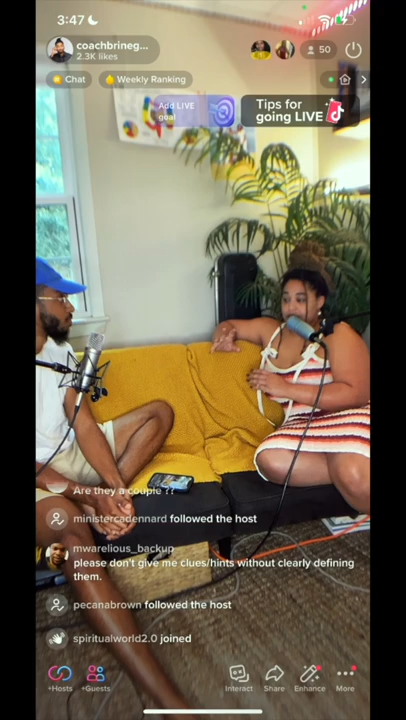 3:47
coachbrineg...
2.3K likes
50
Chat
Weekly Ranking
Add LIVE
goal
Tips for
going LIVE
Are they a couple ??
ministercadennard followed the host
mwarelious_backup
please don't give me clues/hints without clearly defining
them.
pecanabrown followed the host
spiritualworld2.0 joined
+Hosts
+Guests
Interact
Share
Enhance
More